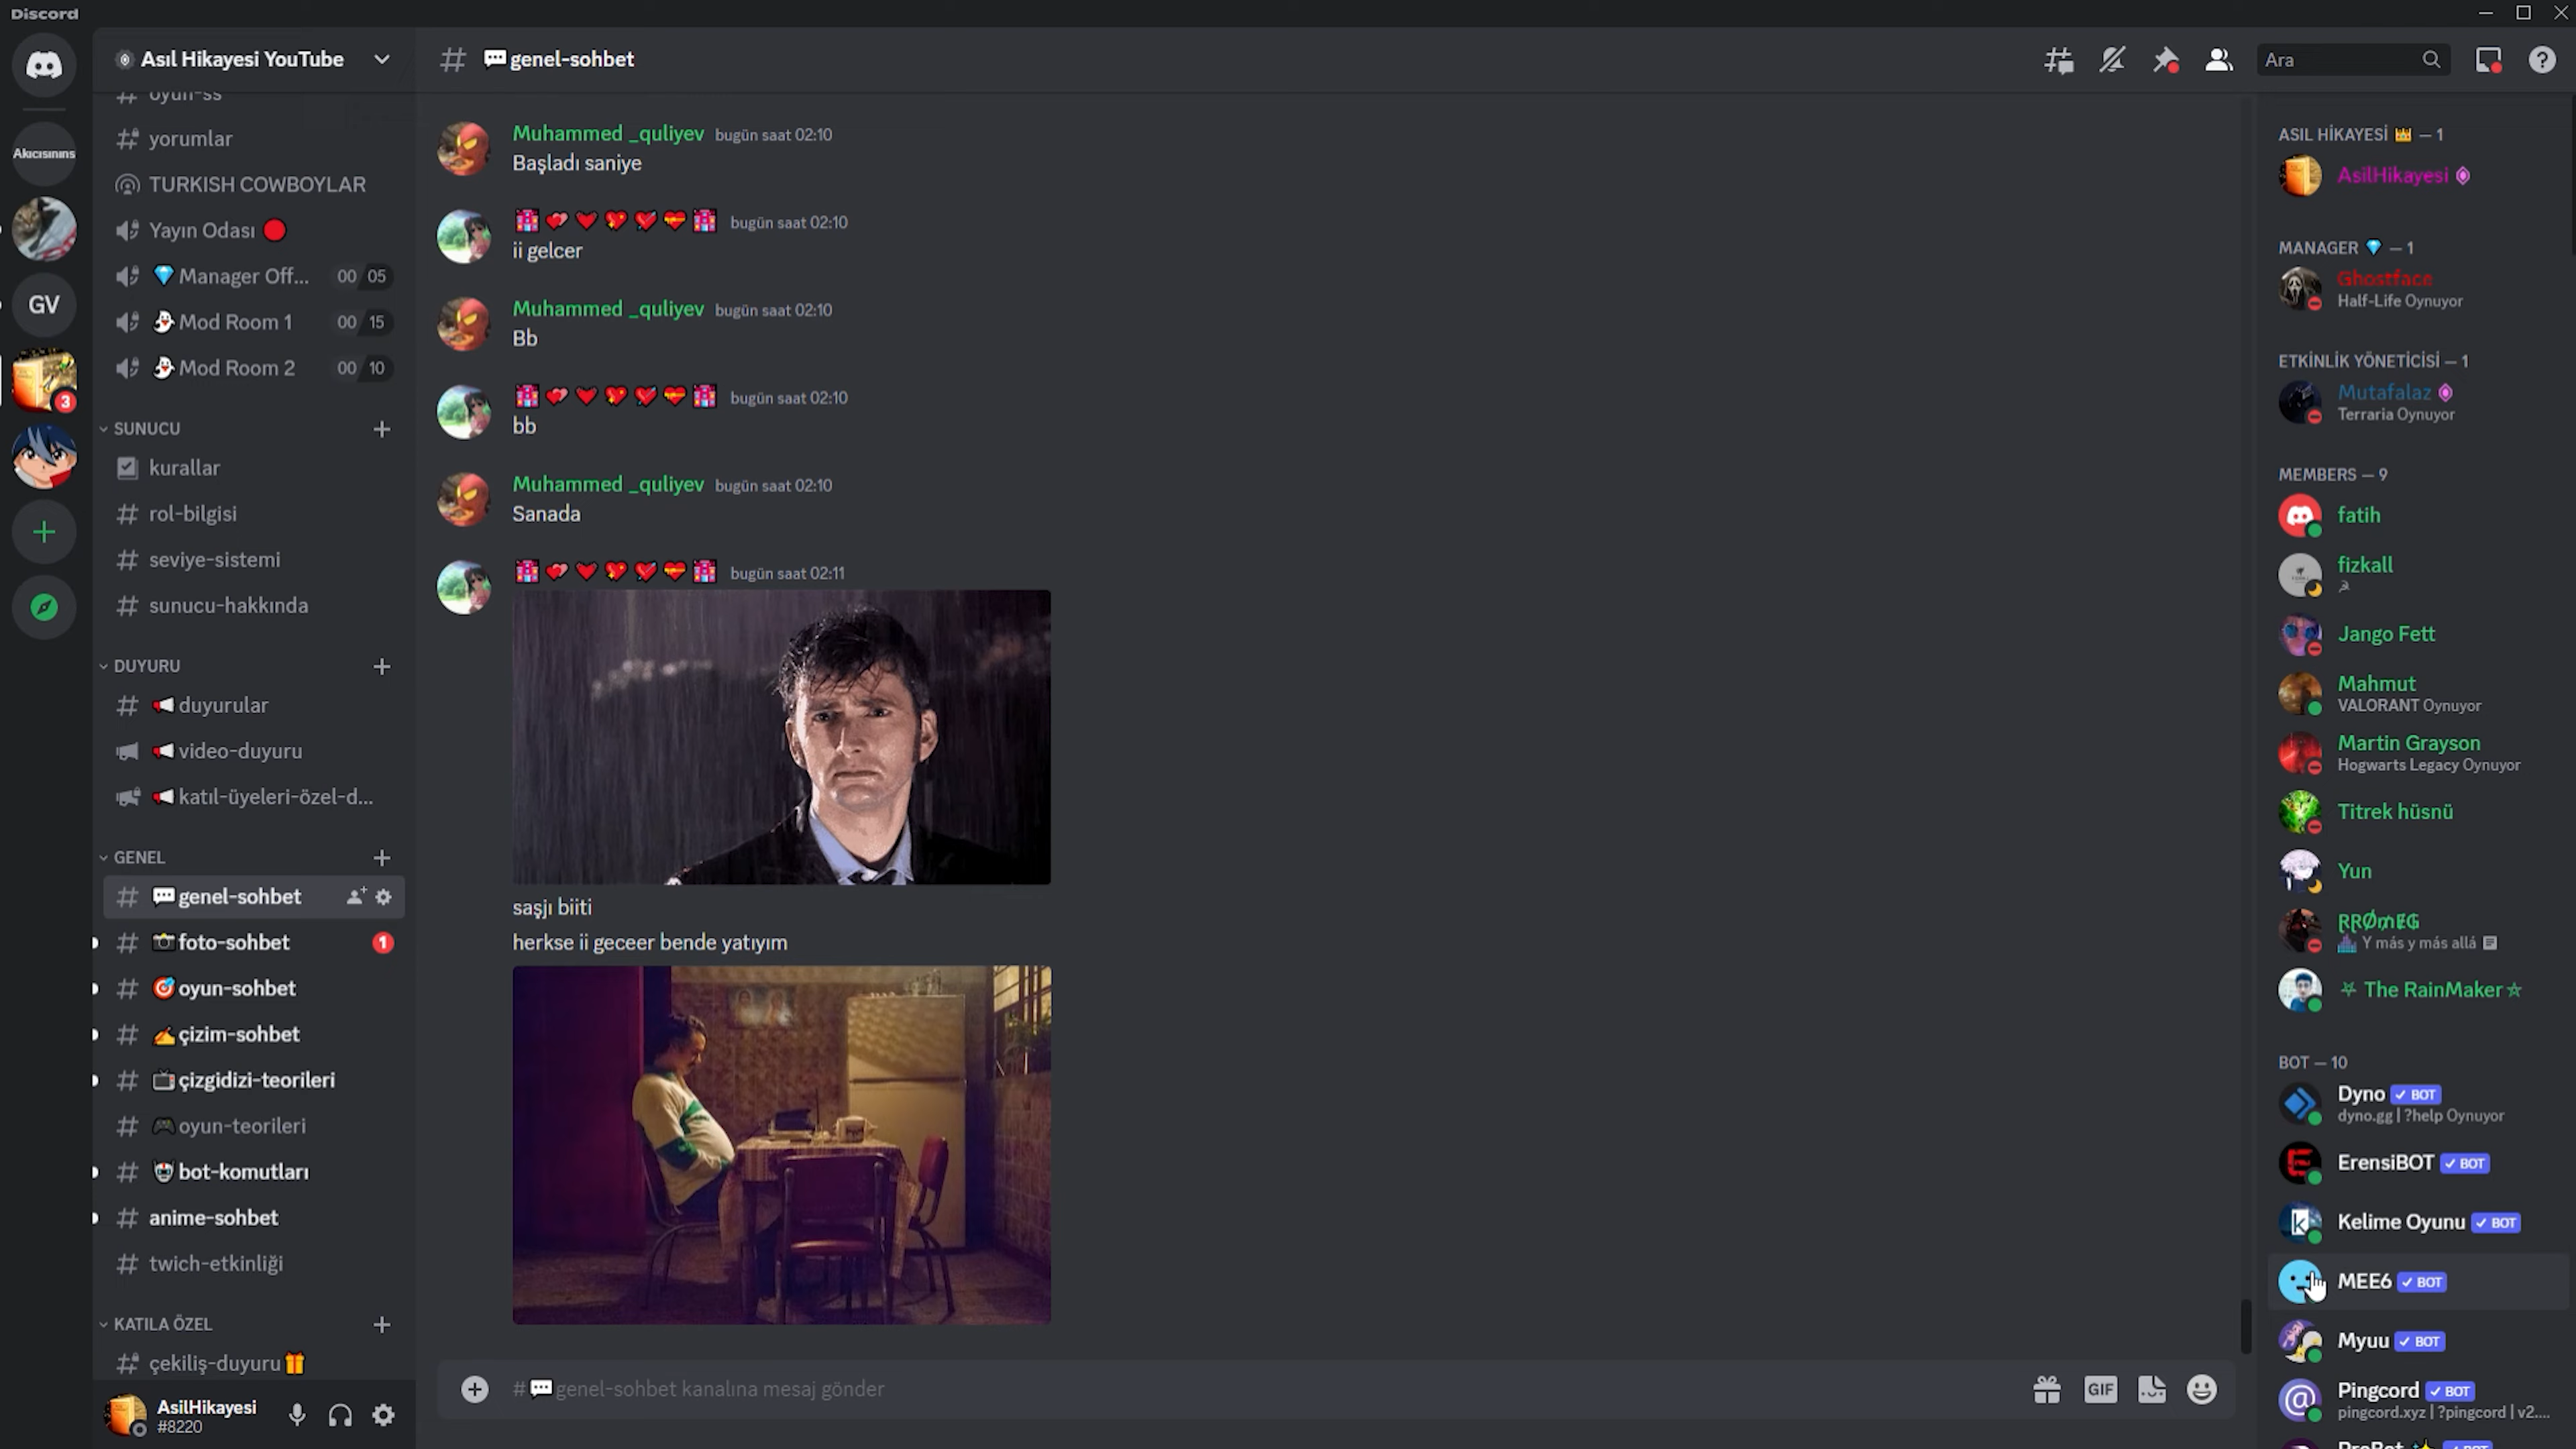 Discord
Akıcısınıns
GV
3
Asıl Hikayesi YouTube
oyun-ss
yorumlar
TURKISH COWBOYLAR
Yayın Odası
Manager Off... 00 05
Mod Room 1 00 15
Mod Room 2 00 10
SUNUCU
kurallar
rol-bilgisi
seviye-sistemi
sunucu-hakkında
DUYURU
duyurular
video-duyuru
katıl-üyeleri-özel-d...
GENEL
genel-sohbet
foto-sohbet 1
oyun-sohbet
çizim-sohbet
çizgidizi-teorileri
oyun-teorileri
bot-komutları
anime-sohbet
twich-etkinliği
KATILA ÖZEL
çekiliş-duyuru
AsilHikayesi
#8220
genel-sohbet
Ara
Muhammed _quliyev bugün saat 02:10
Başladı saniye
bugün saat 02:10
ii gelcer
Muhammed _quliyev bugün saat 02:10
Bb
bugün saat 02:10
bb
Muhammed _quliyev bugün saat 02:10
Sanada
bugün saat 02:11
saşjı biiti
herkse ii geceer bende yatıyım
#genel-sohbet kanalına mesaj gönder
GIF
ASIL HİKAYESİ — 1
AsilHikayesi
MANAGER — 1
Ghostface
Half-Life Oynuyor
ETKİNLİK YÖNETİCİSİ — 1
Mutafalaz
Terraria Oynuyor
MEMBERS — 9
fatih
fizkall
Jango Fett
Mahmut
VALORANT Oynuyor
Martin Grayson
Hogwarts Legacy Oynuyor
Titrek hüsnü
Yun
Y más y más allá
The RainMaker
BOT — 10
Dyno BOT
dyno.gg | ?help Oynuyor
ErensiBOT BOT
Kelime Oyunu BOT
MEE6 BOT
Myuu BOT
Pingcord BOT
pingcord.xyz | ?pingcord | v2....